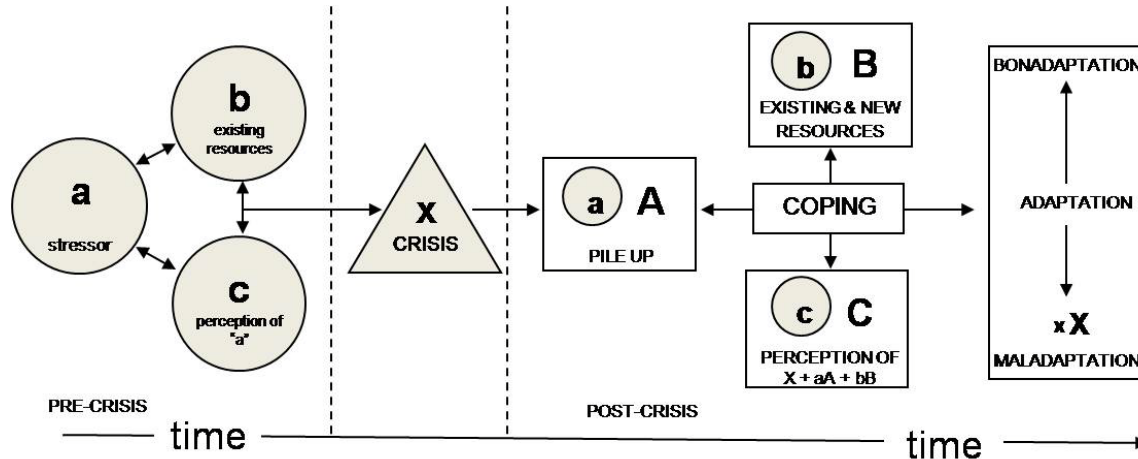 a
stressor
b
existing
resources
c
perception of
"a"
X
CRISIS
a A
PILE UP
b B
EXISTING & NEW
RESOURCES
COPING
c C
PERCEPTION OF
X + aA + bB
BONADAPTATION
ADAPTATION
x X
MALADAPTATION
PRE-CRISIS
POST-CRISIS
time
time